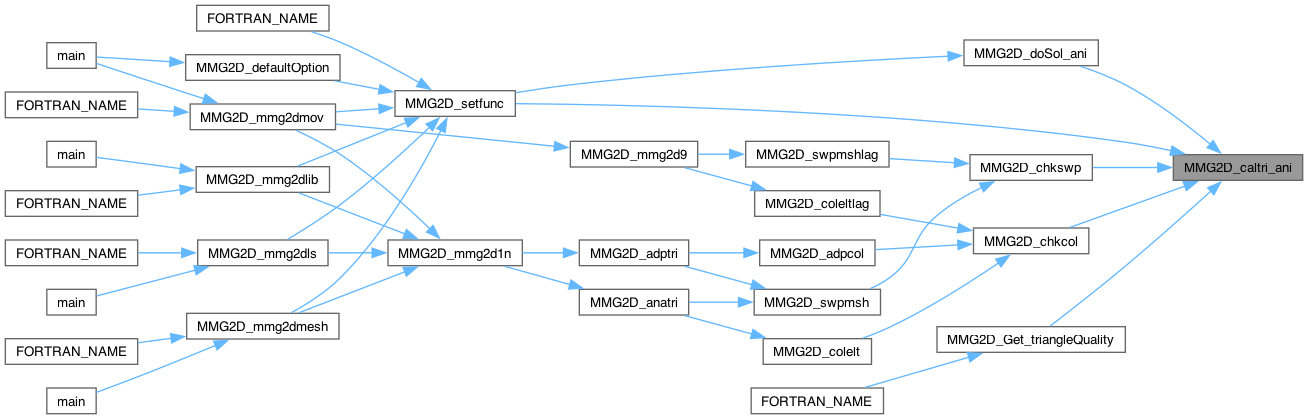 FORTRAN_NAME
main
MMG2D_defaultOption
MMG2D_doSol_ani
FORTRAN_NAME
MMG2D_mmg2dmov
MMG2D_setfunc
main
MMG2D_mmg2dlib
MMG2D_mmg2d9
MMG2D_swpmshlag
MMG2D_chkswp
MMG2D_caltri_ani
FORTRAN_NAME
MMG2D_coleltlag
FORTRAN_NAME
MMG2D_mmg2dls
MMG2D_mmg2d1n
MMG2D_adptri
MMG2D_adpcol
MMG2D_chkcol
main
MMG2D_anatri
MMG2D_swpmsh
MMG2D_mmg2dmesh
MMG2D_Get_triangleQuality
FORTRAN_NAME
MMG2D_colelt
main
FORTRAN_NAME